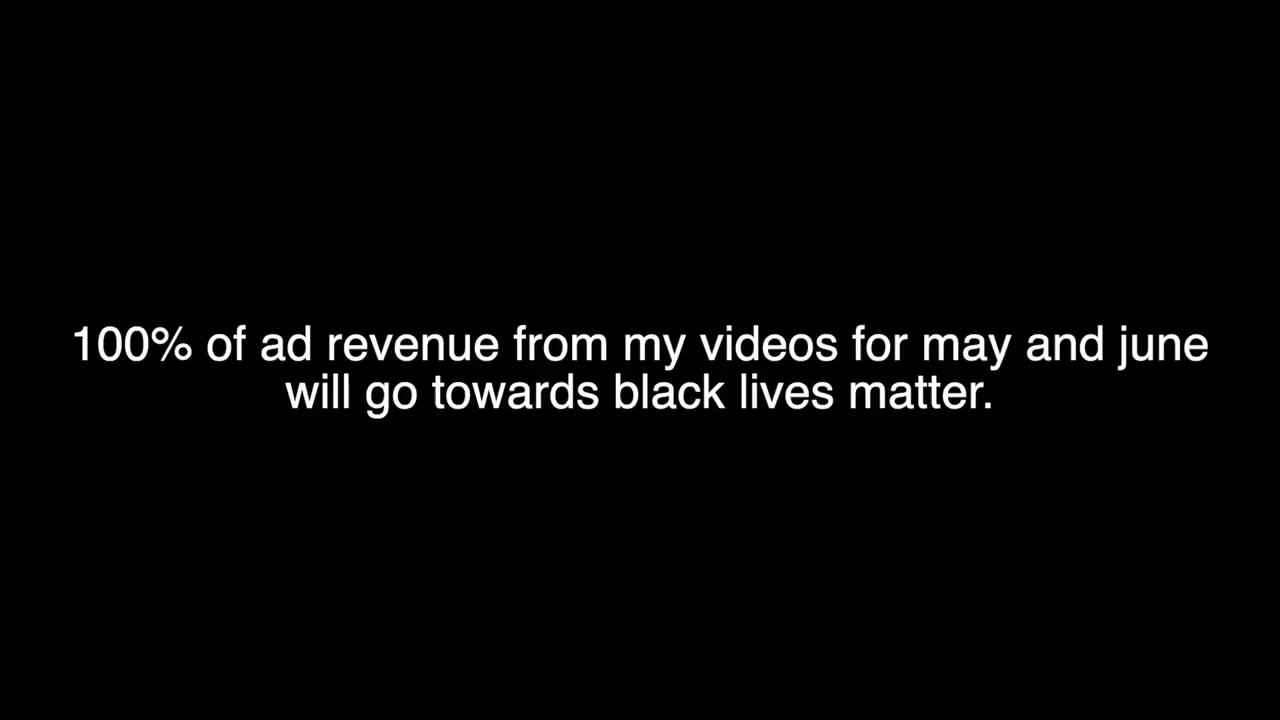 100% of ad revenue from my videos for may and june
will go towards black lives matter.